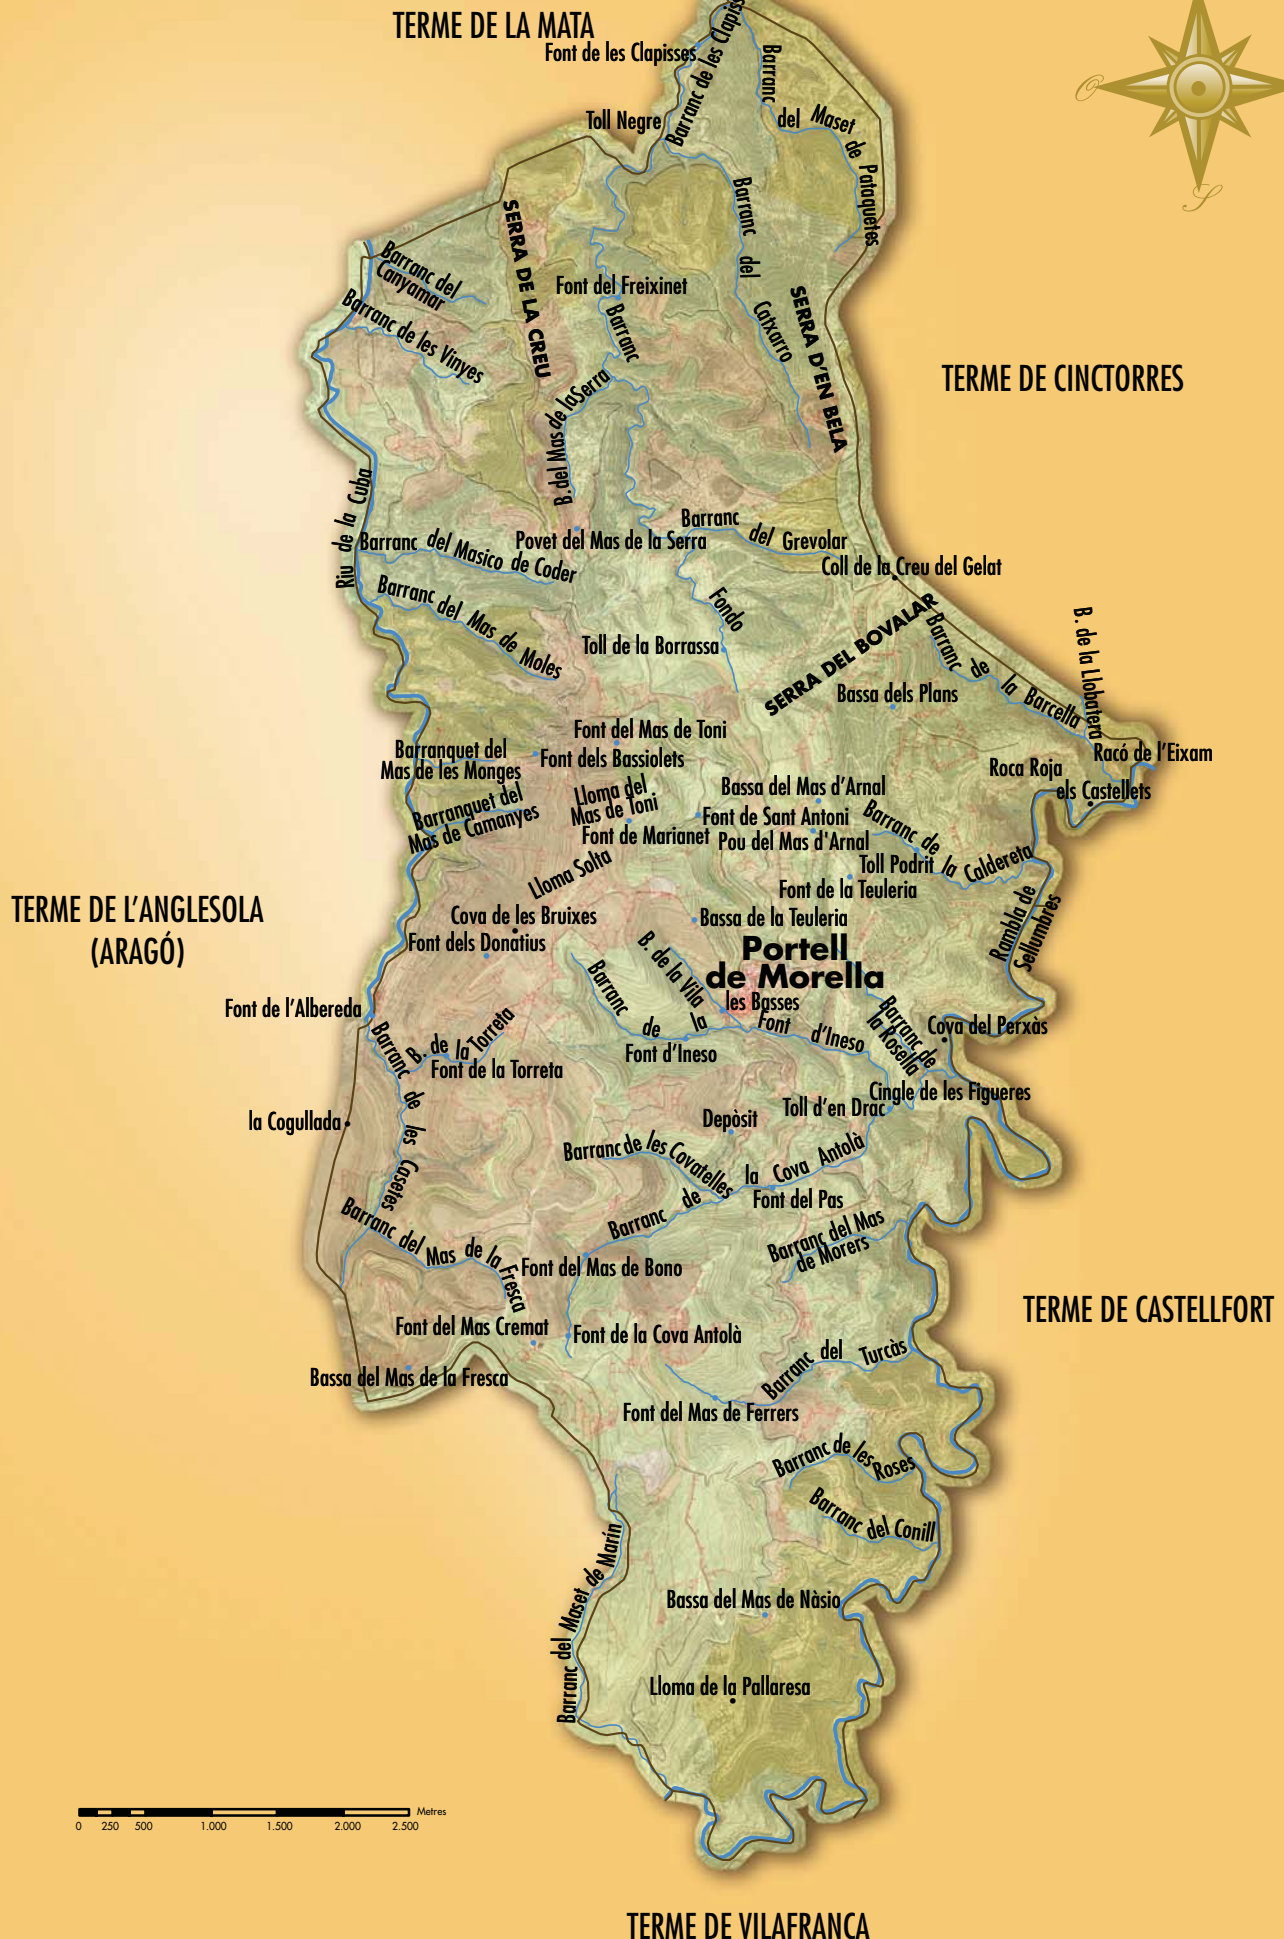 TERME DE LA MATA
Font de les Clapisses
Barranc de les Clapiss
Barranc del Maset de Pataquetes
Toll Negre
O
S
SERRA DE LA CREU
Barranc del Catxarro
Barranc del
Canyamar
Font del Freixinet
Barranc de les Vinyes
Barranc Fondo
SERRA D'EN BELA
TERME DE CINCTORRES
B. del Mas de la Serra
Riu de la Cuba
Barranc del Masico de Coder
Povet del Mas de la Serra
Barranc del Grevolar
Coll de la Creu del Gelat
Barranc del Mas de Moles
Toll de la Borrassa
SERRA DEL BOVALAR
Barranc de la Barcella
B. de la Llobatera
Bassa dels Plans
Font del Mas de Toni
Barranquet del
Mas de les Monges
Font dels Bassiolets
Racó de l'Eixam
Roca Roja
els Castellets
Lloma del
Mas de Toni
Bassa del Mas d'Arnal
Barranquet del
Mas de Camanyes
Font de Marianet
Font de Sant Antoni
Pou del Mas d'Arnal
Barranc de la Caldereta
Lloma Solta
Toll Podrit
Font de la Teuleria
TERME DE L'ANGLESOLA
(ARAGÓ)
Cova de les Bruixes
Font dels Donatius
Bassa de la Teuleria
Rambla de
Sellumbres
Portell
de Morella
B. de la Vila
les Basses
Font de l'Albereda
Barranc de la Font d'Ineso
Font d'Ineso
Barranc de
la Rosella
Cova del Perxàs
B. de la Torreta
Font de la Torreta
Barranc de les Casetes
Cingle de les Figueres
Toll d'en Drac
la Cogullada
Depòsit
Barranc de les Covatelles
Barranc de la Cova Antolà
Font del Pas
Barranc del Mas de la Fresca
Barranc del Mas
de Morers
Font del Mas de Bono
TERME DE CASTELLFORT
Font del Mas Cremat
Font de la Cova Antolà
Barranc del Turcàs
Bassa del Mas de la Fresca
Font del Mas de Ferrers
Barranc de les Roses
Barranc del Conill
Barranc del Maset de Marín
Bassa del Mas de Nàsio
Lloma de la Pallaresa
Metres
0 250 500 1.000 1.500 2.000 2.500
TERME DE VILAFRANCA